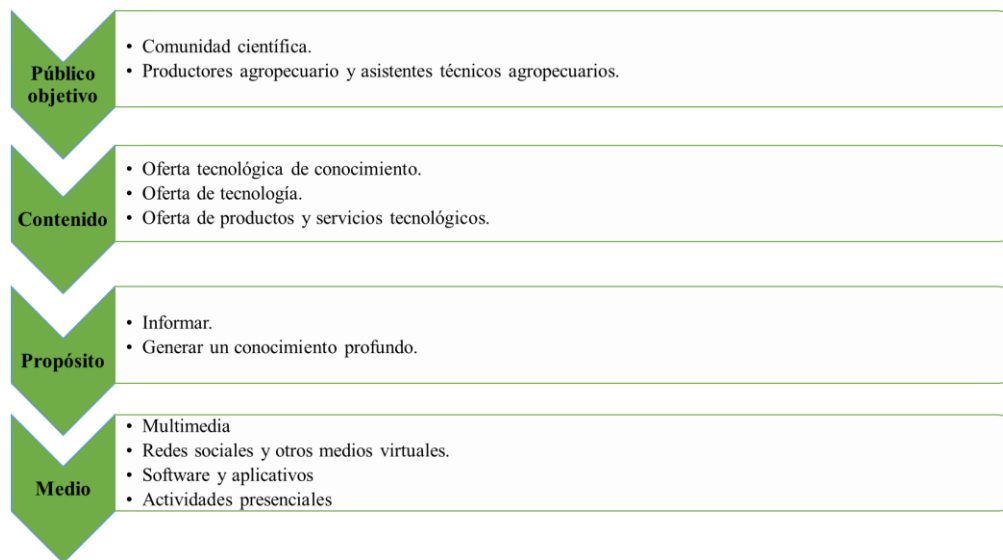 Público
objetivo
• Comunidad científica.
• Productores agropecuario y asistentes técnicos agropecuarios.
Contenido
• Oferta tecnológica de conocimiento.
• Oferta de tecnología.
• Oferta de productos y servicios tecnológicos.
Propósito
• Informar.
• Generar un conocimiento profundo.
Medio
• Multimedia
• Redes sociales y otros medios virtuales.
• Software y aplicativos
• Actividades presenciales